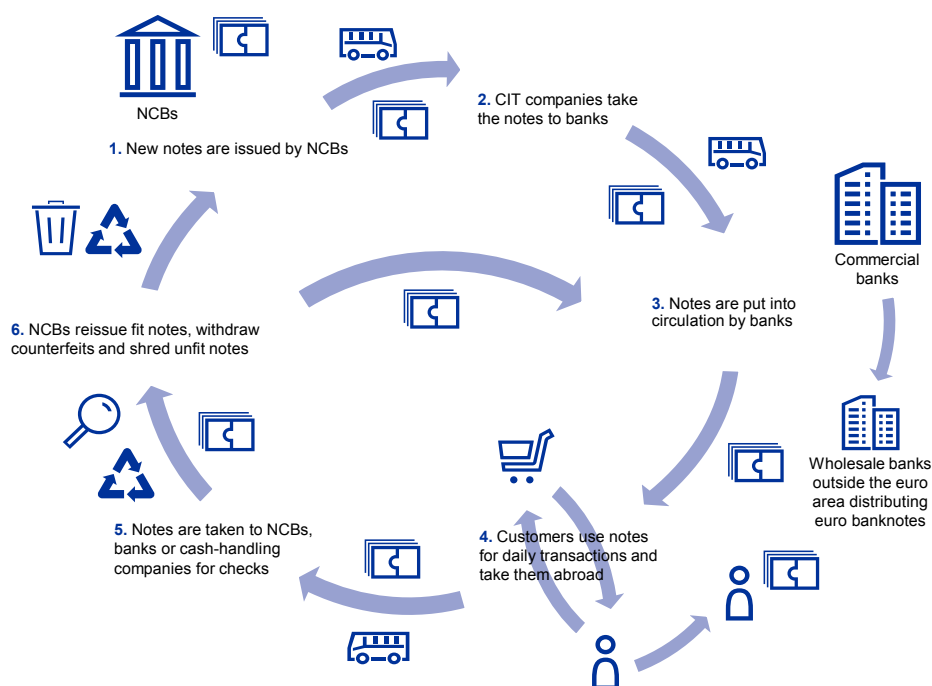 NCBs
1. New notes are issued by NCBs
2. CIT companies take
the notes to banks
Commercial
banks
3. Notes are put into
circulation by banks
Wholesale banks
outside the euro
area distributing
euro banknotes
4. Customers use notes
for daily transactions and
take them abroad
5. Notes are taken to NCBs,
banks or cash-handling
companies for checks
6. NCBs reissue fit notes, withdraw
counterfeits and shred unfit notes